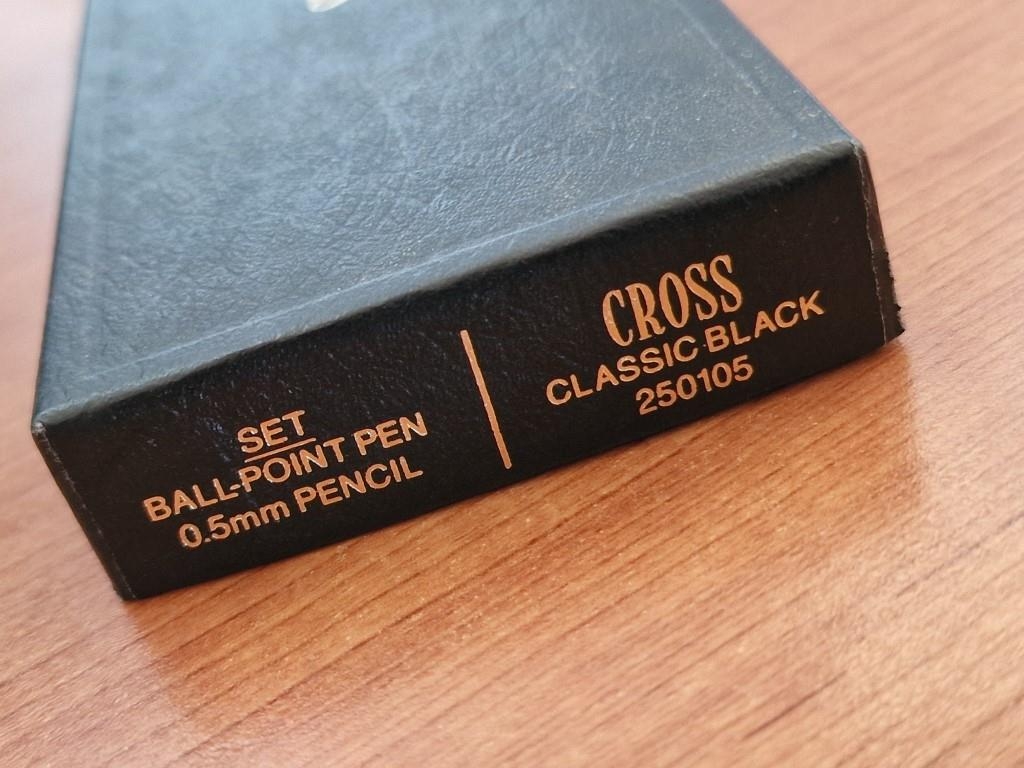 SET
BALL-POINT PEN
0.5mm PENCIL
CROSS
CLASSIC BLACK
250105